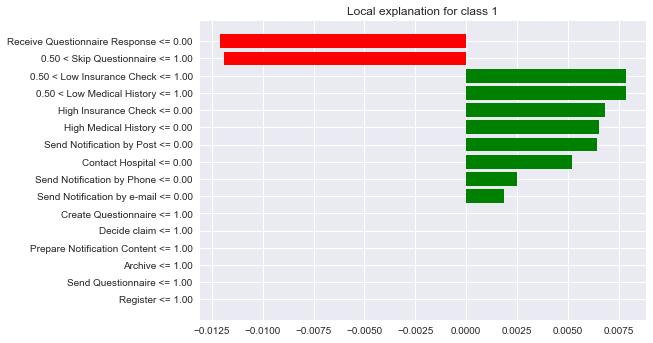 Local explanation for class 1
Receive Questionnaire Response <= 0.00
0.50 < Skip Questionnaire <= 1.00
0.50 < Low Insurance Check <= 1.00
0.50 < Low Medical History <= 1.00
High Insurance Check <= 0.00
High Medical History <= 0.00
Send Notification by Post <= 0.00
Contact Hospital <= 0.00
Send Notification by Phone <= 0.00
Send Notification by e-mail <= 0.00
Create Questionnaire <= 1.00
Decide claim <= 1.00
Prepare Notification Content <= 1.00
Archive <= 1.00
Send Questionnaire <= 1.00
Register <= 1.00
−0.0125 −0.0100 −0.0075 −0.0050 −0.0025 0.0000 0.0025 0.0050 0.0075